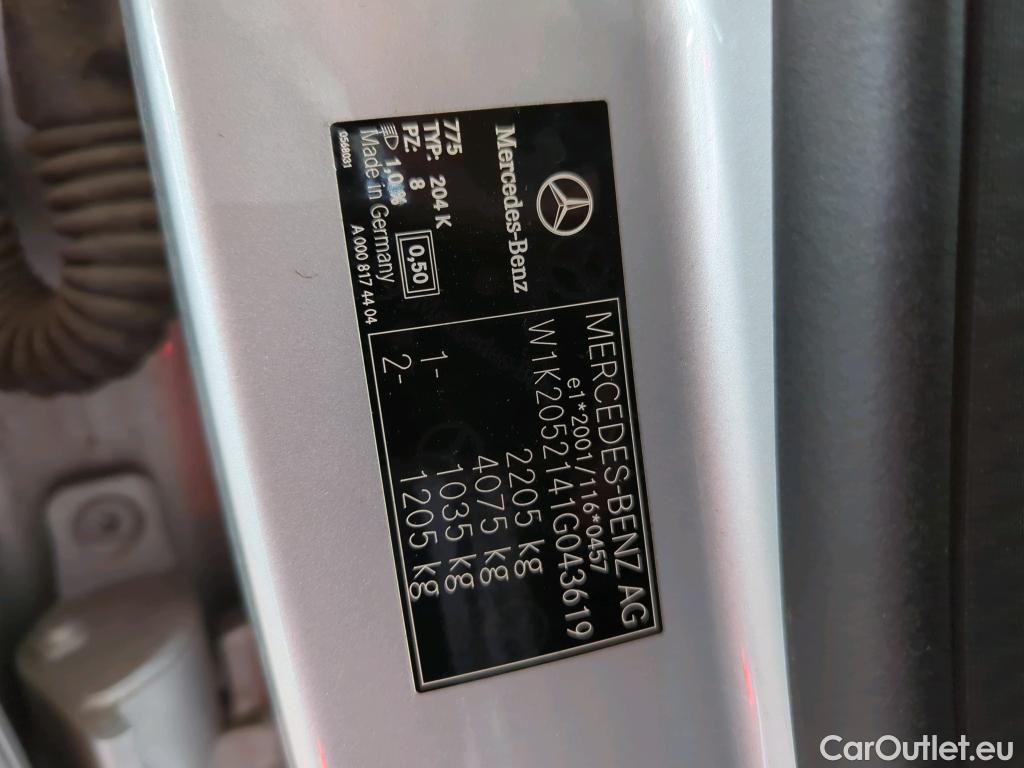 Mercedes-Benz
775
TYP: 204 K
PZ: 8
1,0 %
0,50
Made in Germany
0568031
A 000 817 44 04
MERCEDES-BENZ AG
e1*2001/116*0457
W1K2052141G043619
2205 kg
4075 kg
1- 1035 kg
2- 1205 kg
CarOutlet.eu